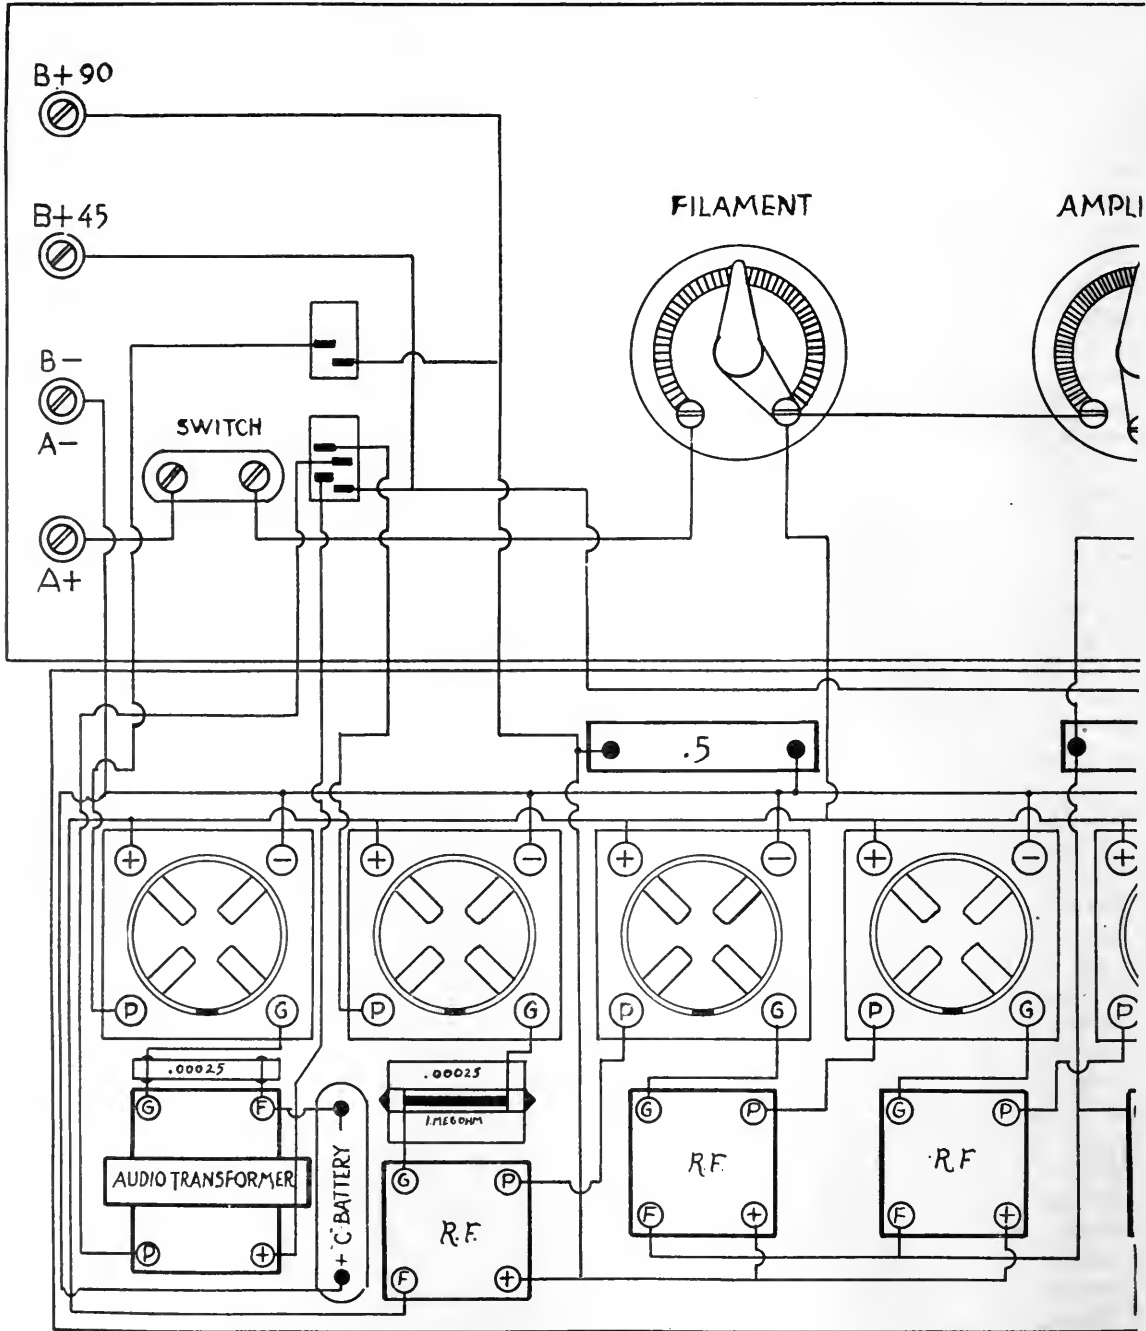 B+ 90
B+45
FILAMENT
AMPLI
B-
A-
SWITCH
A+
.5
+ -
+ -
+ -
+ -
+
P G
P G
P G
P G
P
.00025
G F
AUDIO TRANSFORMER
P +
-
+ "C" BATTERY
.00025
1 MEGOHM
G P
R.F.
F +
G P
R.F.
F +
G P
R.F
F +